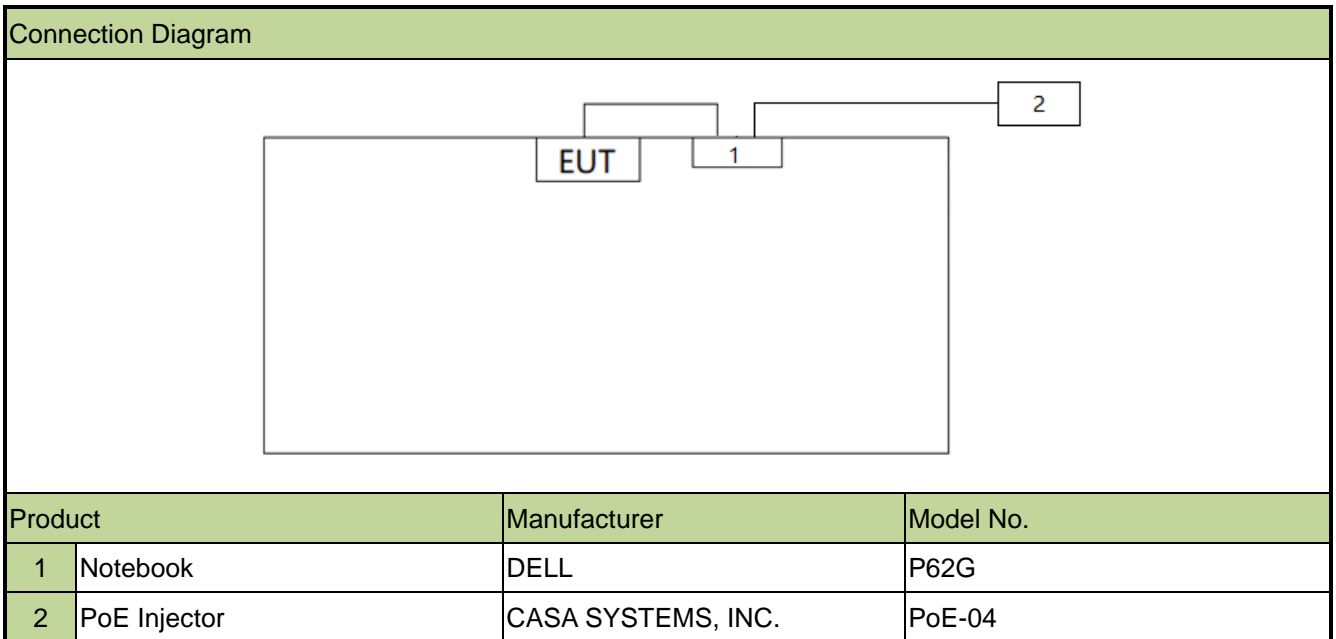 Connection Diagram
2
EUT
1
Product Manufacturer Model No.
1 Notebook DELL P62G
2 PoE Injector CASA SYSTEMS, INC. PoE-04